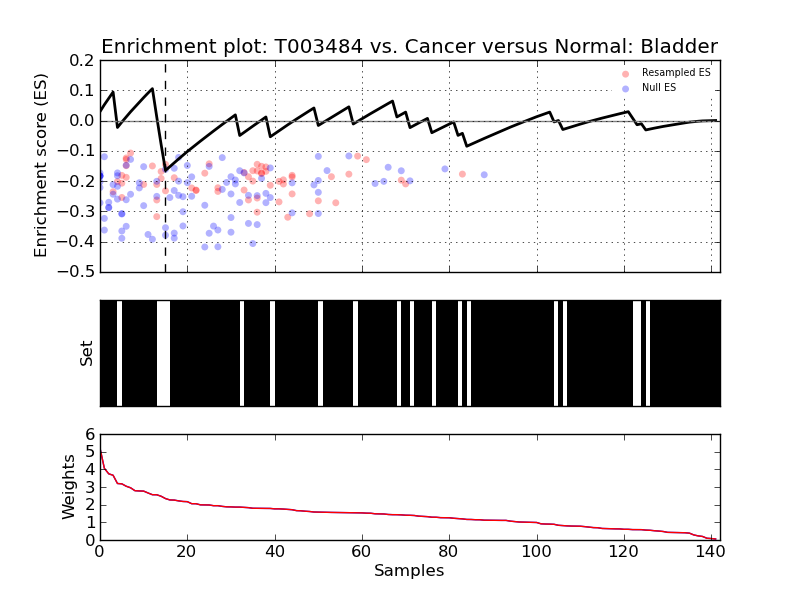 Enrichment plot: T003484 vs. Cancer versus Normal: Bladder
Enrichment score (ES)
0.2
0.1
0.0
−0.1
−0.2
−0.3
−0.4
−0.5
Resampled ES
Null ES
Set
Weights
6
5
4
3
2
1
0
0 20 40 60 80 100 120 140
Samples